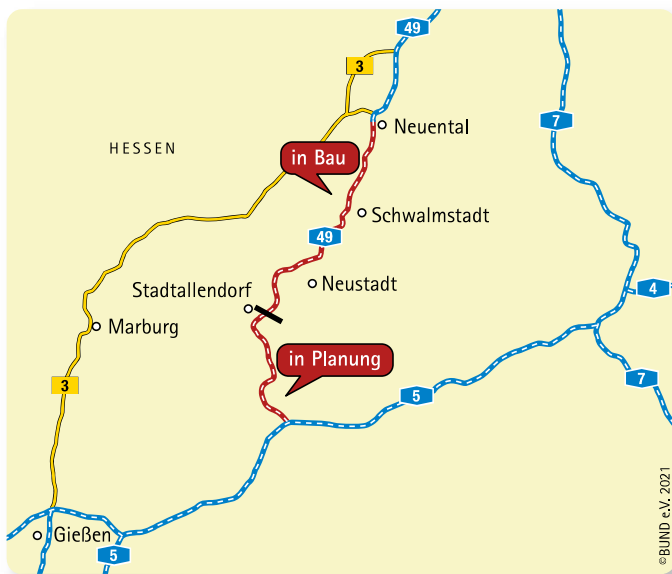 49
3
Neuental
7
HESSEN
in Bau
Schwalmstadt
49
Neustadt
Stadtallendorf
4
Marburg
in Planung
3
7
5
Gießen
5
©BUND e.V. 2021